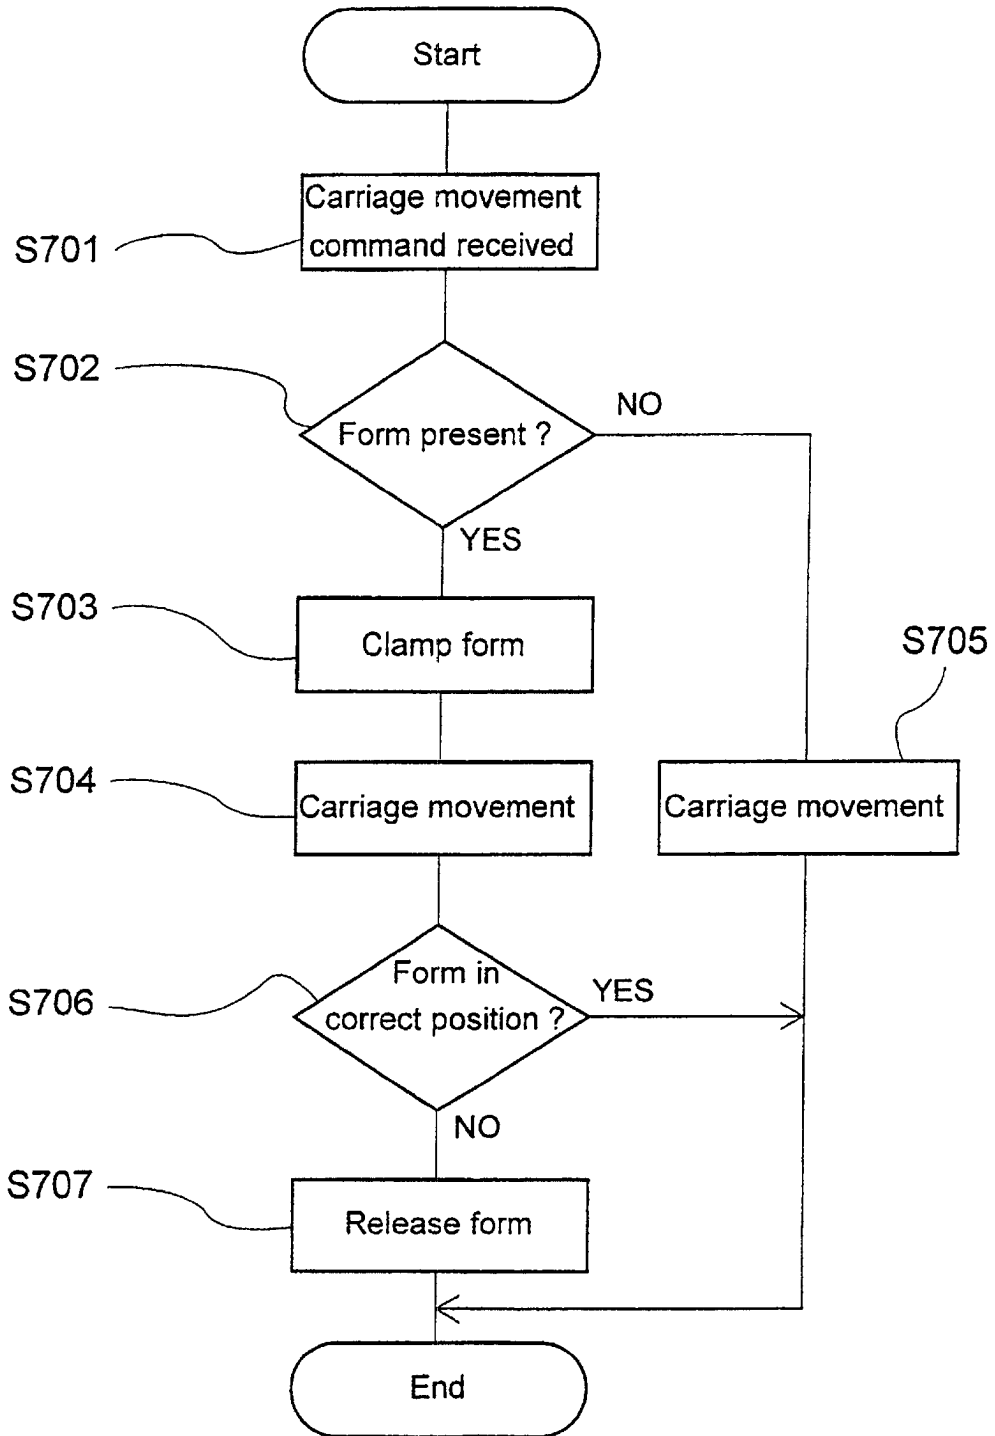 Start
Carriage movement
command received
S701
S702
Form present ?
NO
YES
S703
Clamp form
S705
S704
Carriage movement
Carriage movement
S706
Form in
correct position ?
YES
NO
S707
Release form
End